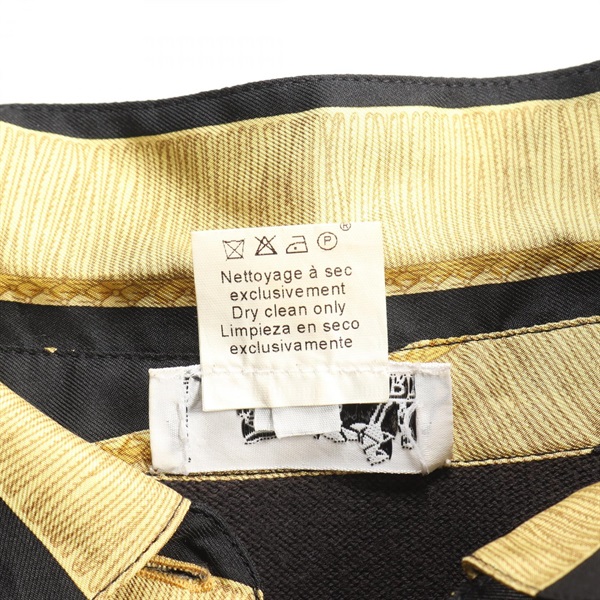 ®
P
Nettoyage à sec
exclusivement
Dry clean only
Limpieza en seco
exclusivamente